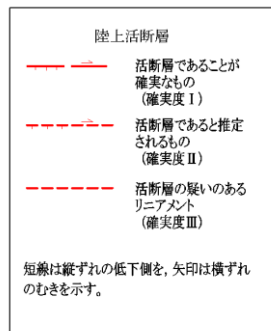 陸上活断層
活断層であることが
確実なもの
(確実度Ⅰ)
活断層であると推定
されるもの
(確実度Ⅱ)
活断層の疑いのある
リニアメント
(確実度Ⅲ)
短線は縦ずれの低下側を,矢印は横ずれ
のむきを示す。